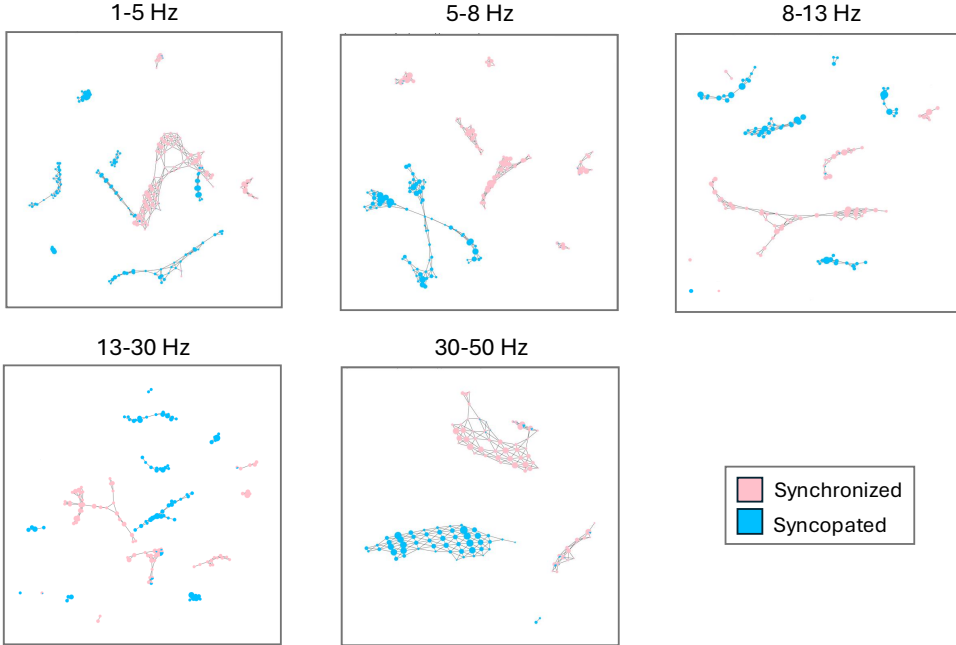 1-5 Hz
5-8 Hz
8-13 Hz
13-30 Hz
30-50 Hz
Synchronized
Syncopated